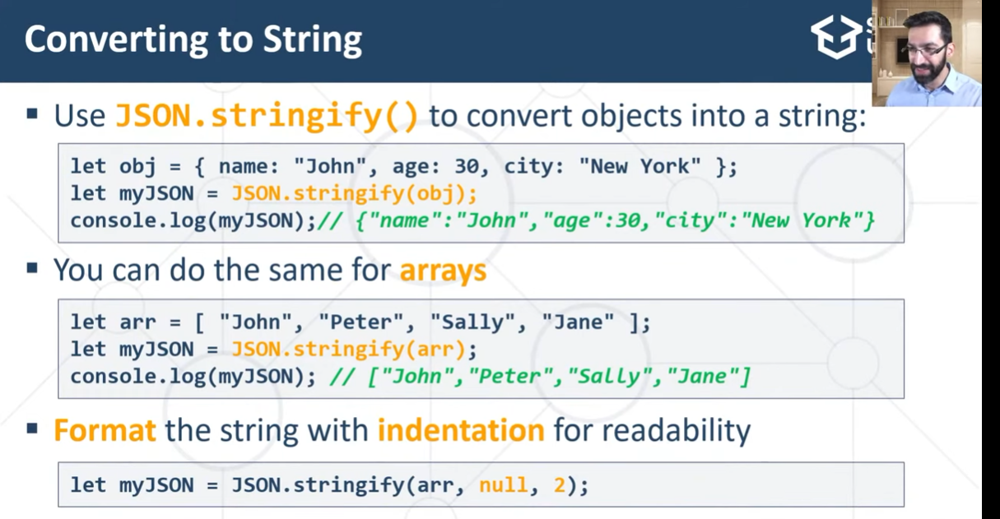 Converting to String
▪ Use JSON.stringify() to convert objects into a string:
let obj = { name: "John", age: 30, city: "New York" };
let myJSON = JSON.stringify(obj);
console.log(myJSON);// {"name":"John","age":30,"city":"New York"}
▪ You can do the same for arrays
let arr = [ "John", "Peter", "Sally", "Jane" ];
let myJSON = JSON.stringify(arr);
console.log(myJSON); // ["John","Peter","Sally","Jane"]
▪ Format the string with indentation for readability
let myJSON = JSON.stringify(arr, null, 2);